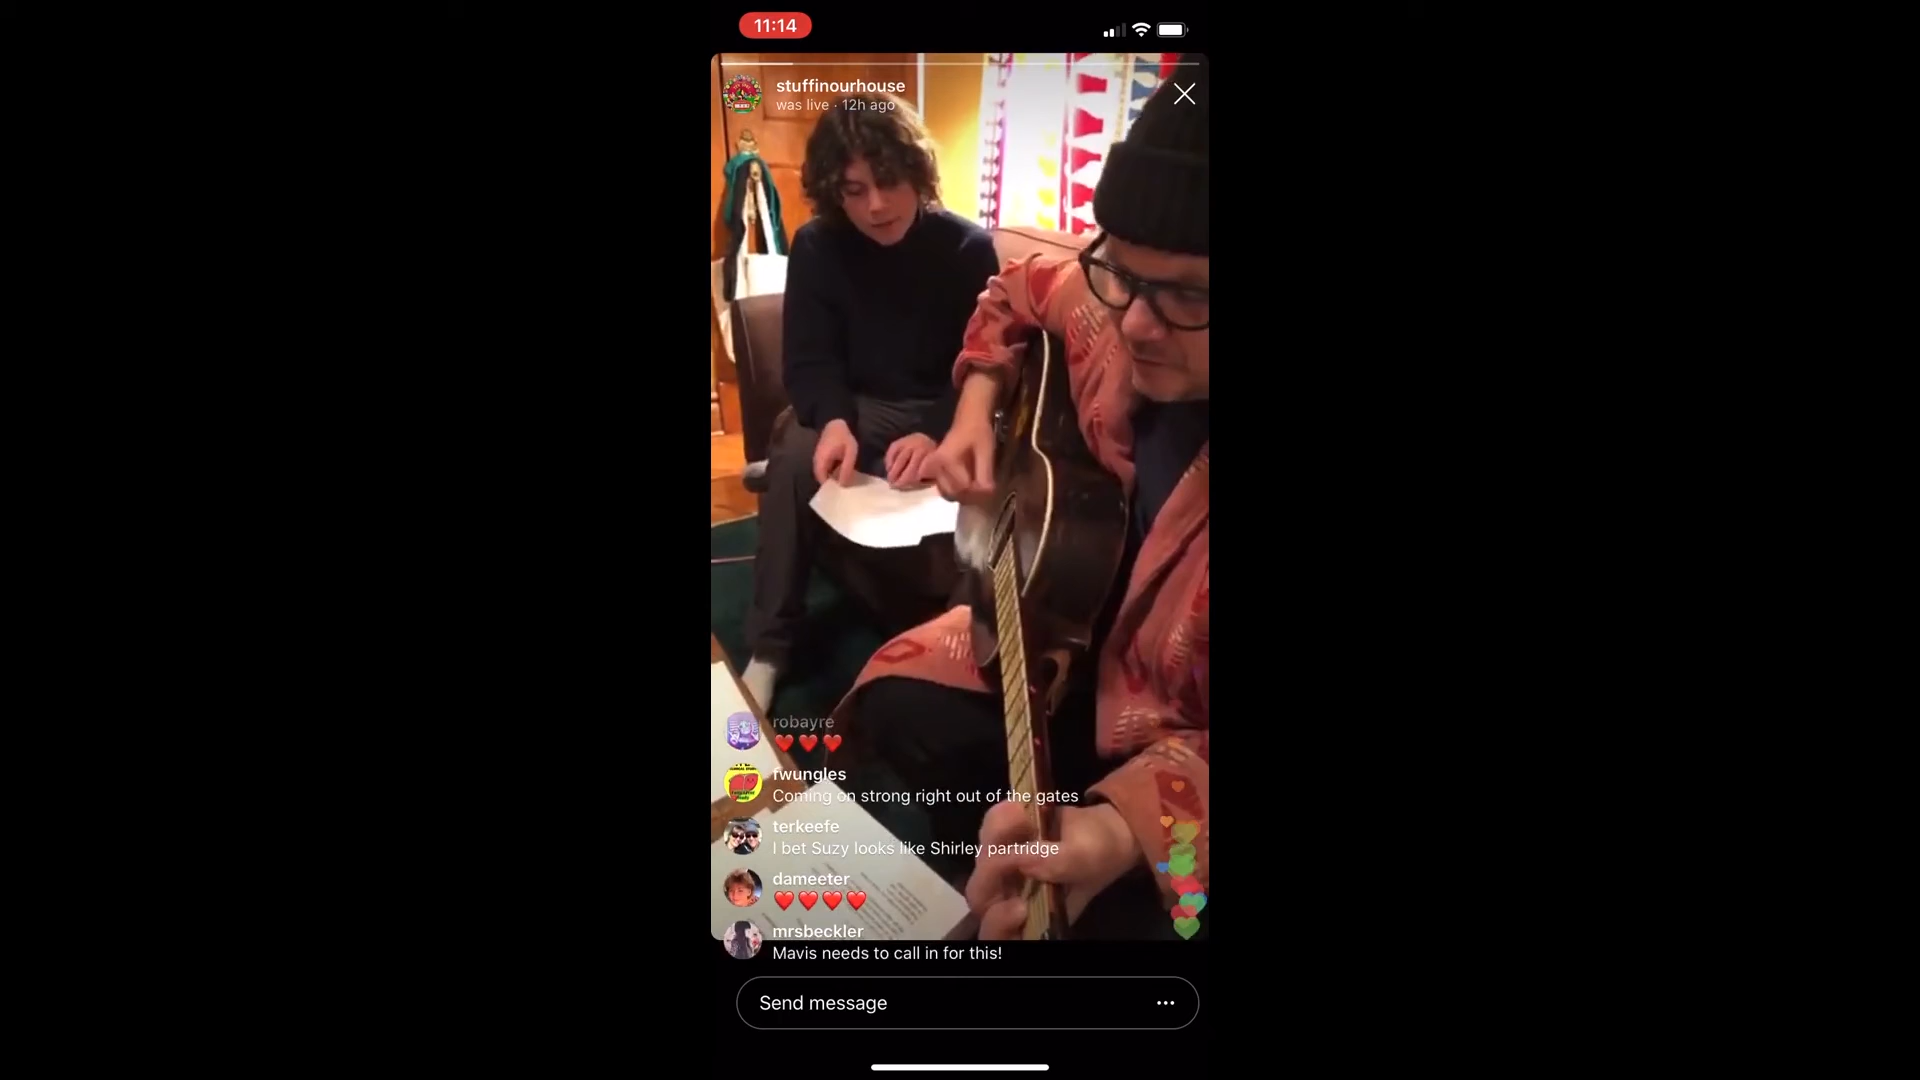 11:14
stuffinourhouse
was live · 12h ago
robayre
❤️❤️❤️
fwungles
Coming on strong right out of the gates
terkeefe
I bet Suzy looks like Shirley partridge
dameeter
❤️❤️❤️❤️
mrsbeckler
Mavis needs to call in for this!
Send message